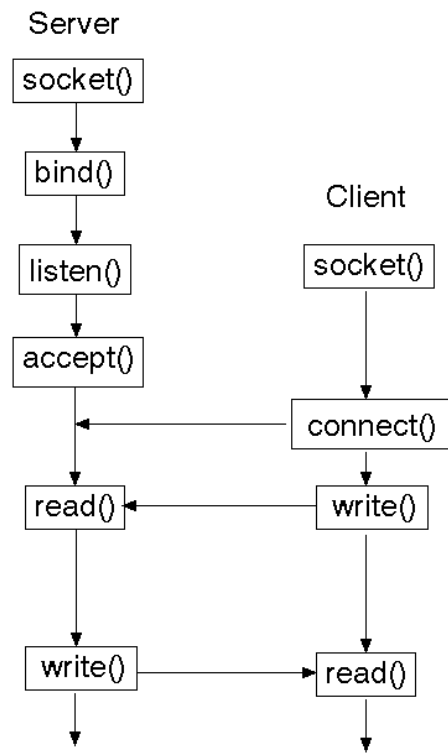 Server
socket()
bind()
listen()
accept()
read()
write()
Client
socket()
connect()
write()
read()